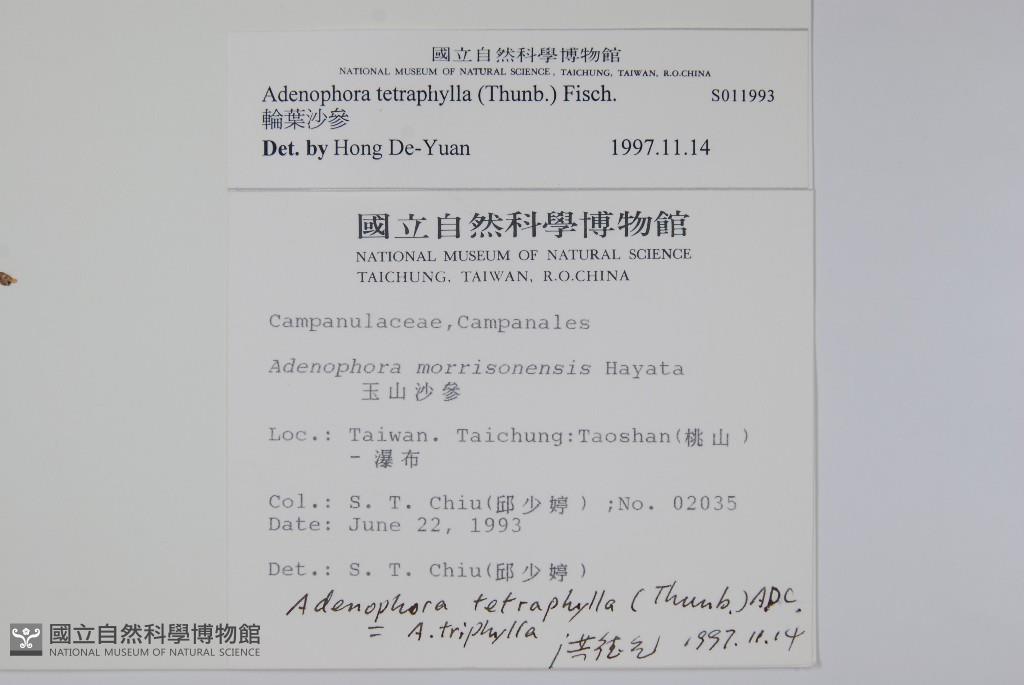 國立自然科學博物館
NATIONAL MUSEUM OF NATURAL SCIENCE, TAICHUNG, TAIWAN, R.O.CHINA
Adenophora tetraphylla (Thunb.) Fisch. S011993
輪葉沙參
Det. by Hong De-Yuan 1997.11.14
國立自然科學博物館
NATIONAL MUSEUM OF NATURAL SCIENCE
TAICHUNG, TAIWAN, R.O.CHINA
Campanulaceae,Campanales
Adenophora morrisonensis Hayata
玉山沙參
Loc.: Taiwan. Taichung:Taoshan(桃山)
- 瀑布
Col.: S. T. Chiu(邱少婷) ;No. 02035
Date: June 22, 1993
Det.: S. T. Chiu(邱少婷)
Adenophora tetraphylla (Thunb.) A.DC.
= A. triphylla
洪德元 1997.11.14
國立自然科學博物館
NATIONAL MUSEUM OF NATURAL SCIENCE